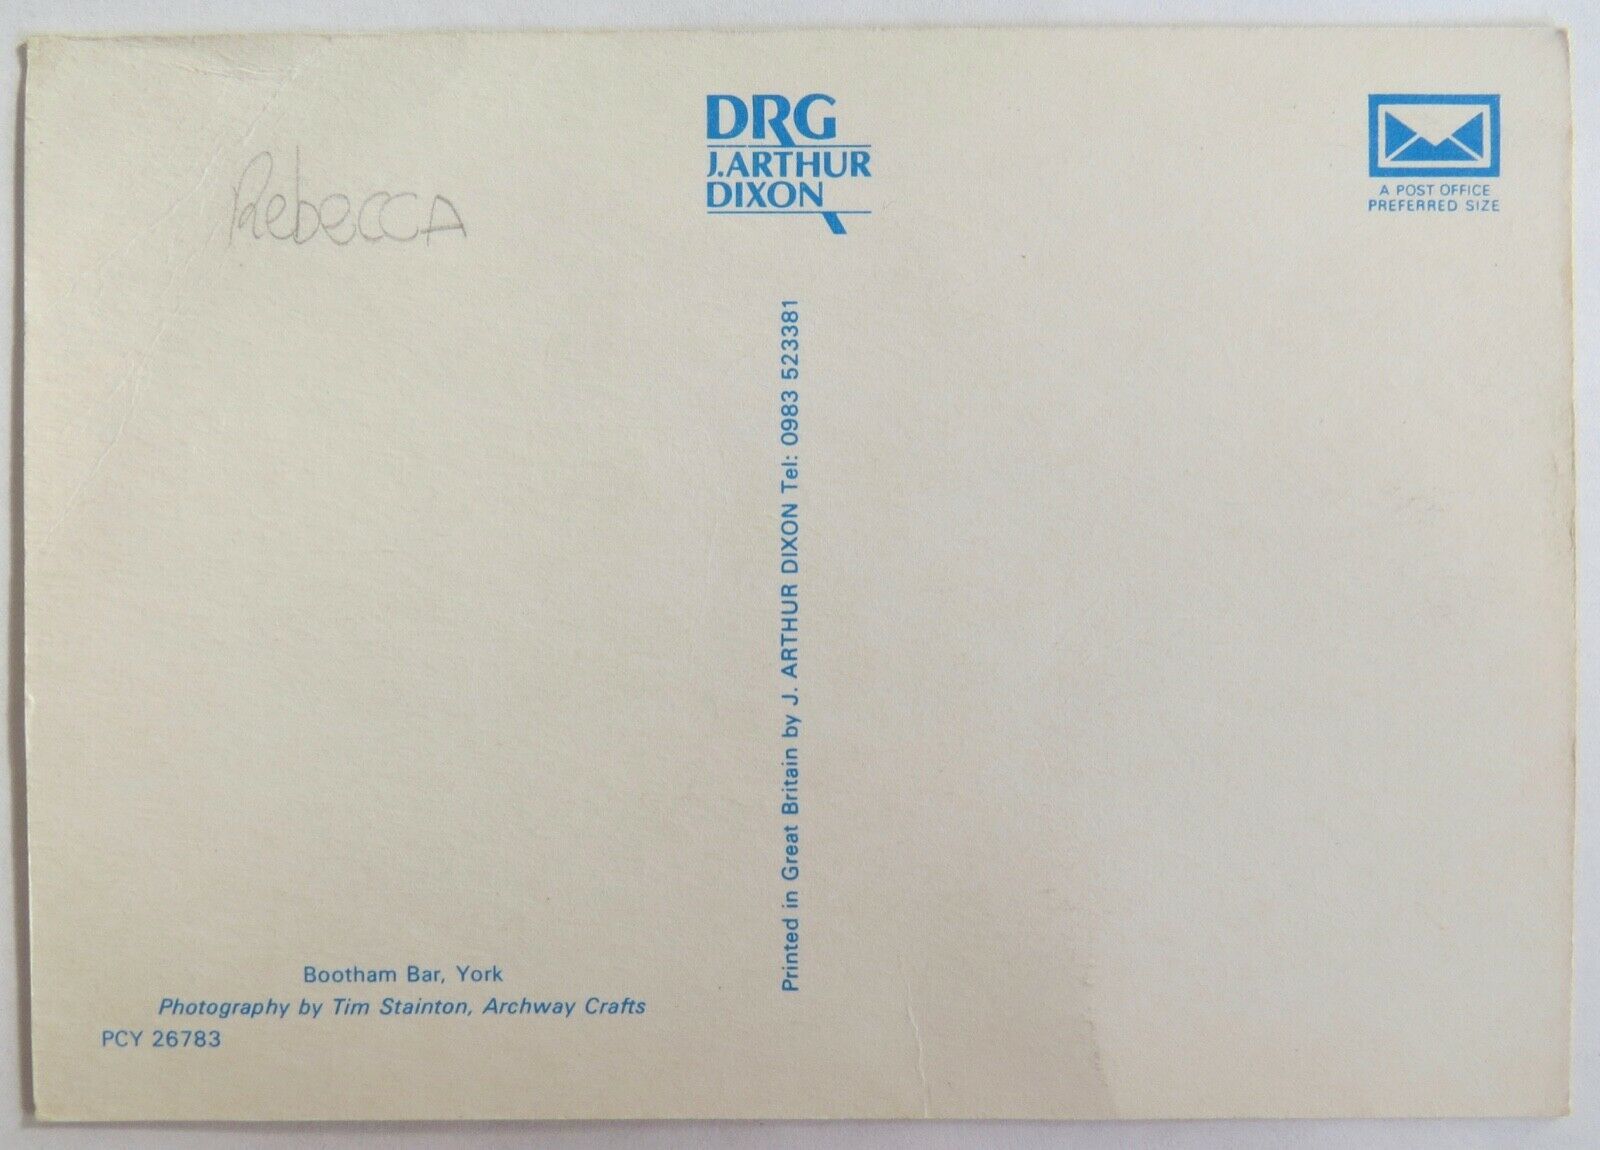 Rebecca
DRG
J.ARTHUR
DIXON
A POST OFFICE
PREFERRED SIZE
Printed in Great Britain by J. ARTHUR DIXON Tel: 0983 523381
Bootham Bar, York
Photography by Tim Stainton, Archway Crafts
PCY 26783